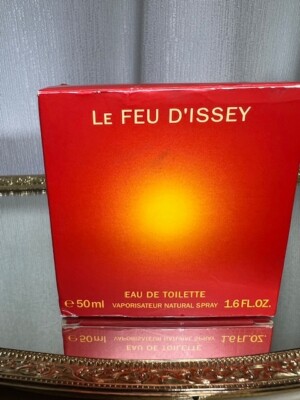 LE FEU D'ISSEY
EAU DE TOILETTE
℮ 50 ml VAPORISATEUR NATURAL SPRAY 1.6 FL.OZ.